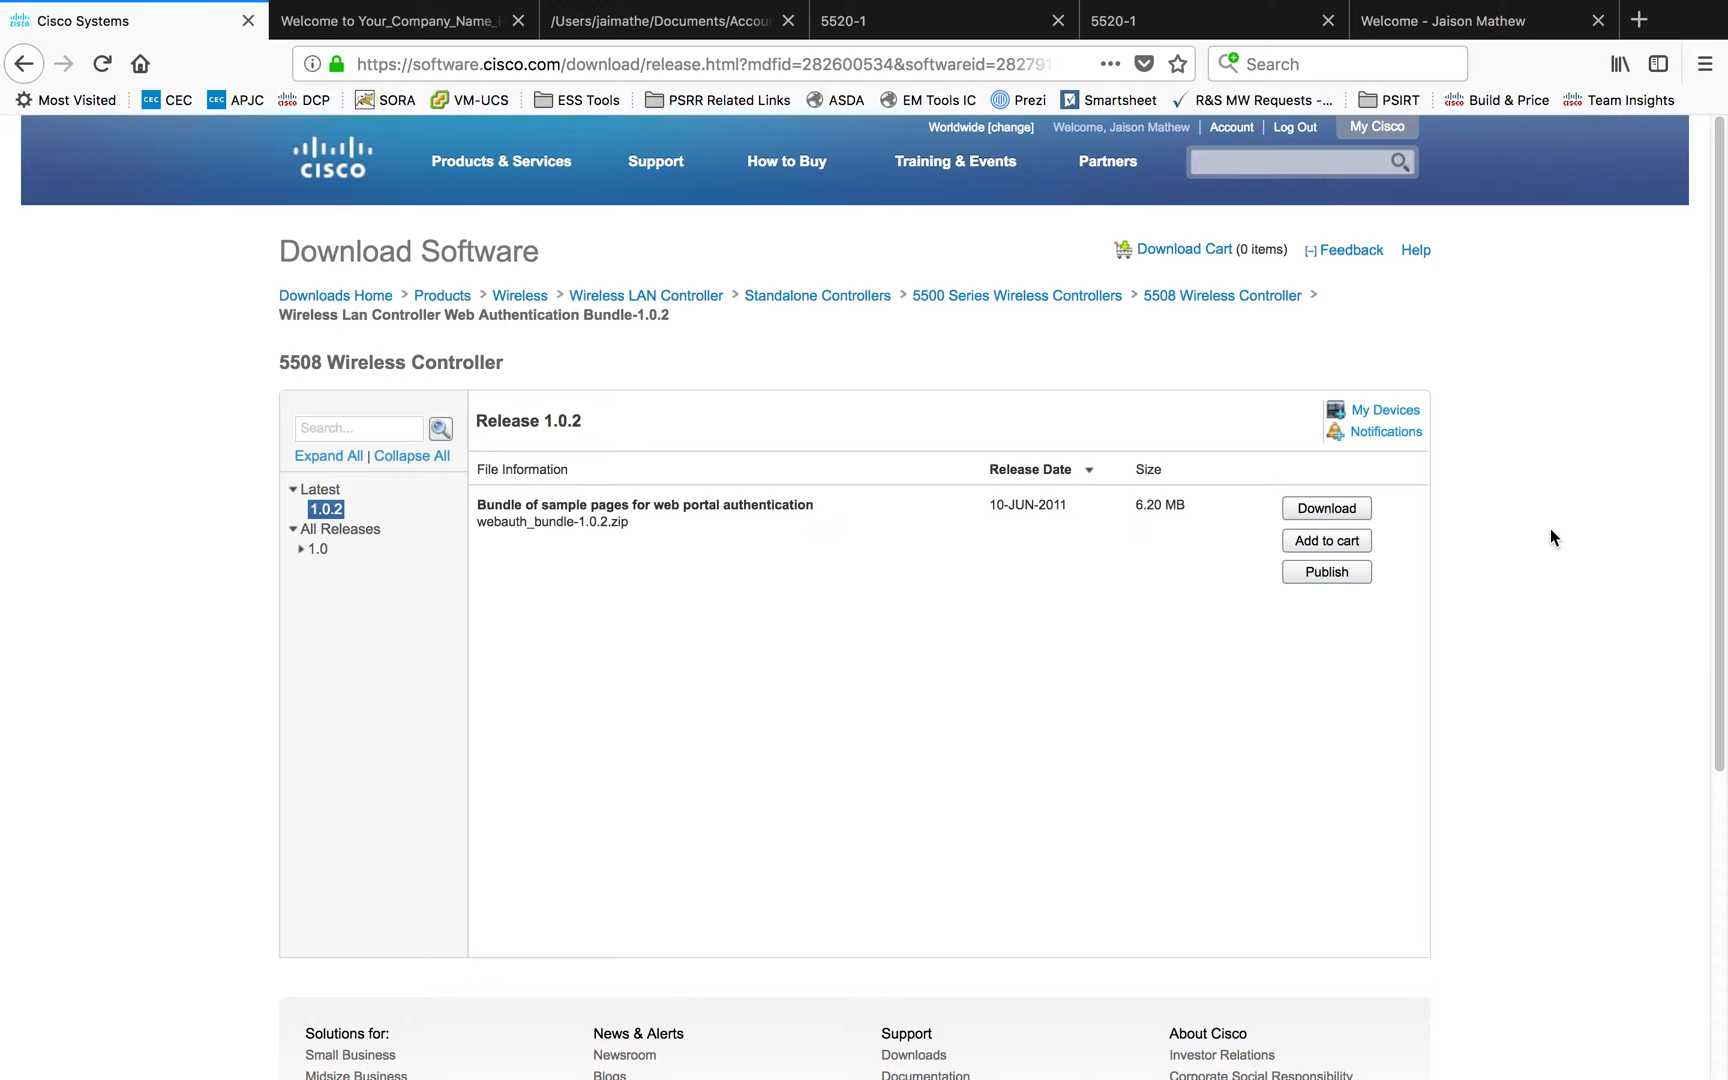 Cisco Systems
Welcome to Your_Company_Name_
/Users/jaimathe/Documents/Accou
5520-1
5520-1
Welcome - Jaison Mathew
https://software.cisco.com/download/release.html?mdfid=282600534&softwareid=282791
Search
Most Visited
CEC CEC
CEC APJC
CISCO DCP
SORA
VM-UCS
ESS Tools
PSRR Related Links
ASDA
EM Tools IC
Prezi
Smartsheet
R&S MW Requests -...
PSIRT
CISCO Build & Price
CISCO Team Insights
Worldwide [change]
Welcome, Jaison Mathew
Account
Log Out
My Cisco
CISCO
Products & Services
Support
How to Buy
Training & Events
Partners
Download Software
Download Cart (0 items)
[-] Feedback
Help
Downloads Home > Products > Wireless > Wireless LAN Controller > Standalone Controllers > 5500 Series Wireless Controllers > 5508 Wireless Controller >
Wireless Lan Controller Web Authentication Bundle-1.0.2
5508 Wireless Controller
Search...
Expand All | Collapse All
Latest
1.0.2
All Releases
1.0
Release 1.0.2
My Devices
Notifications
File Information
Release Date
Size
Bundle of sample pages for web portal authentication
webauth_bundle-1.0.2.zip
10-JUN-2011
6.20 MB
Download
Add to cart
Publish
Solutions for:
Small Business
Midsize Business
News & Alerts
Newsroom
Blogs
Support
Downloads
Documentation
About Cisco
Investor Relations
Corporate Social Responsibility